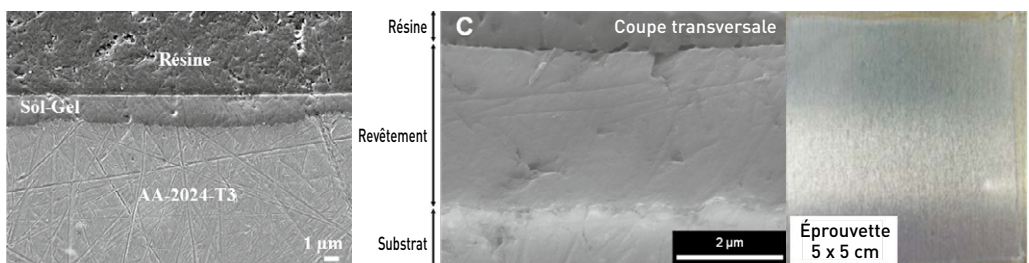 Résine
Sol-Gel
AA-2024-T3
1 µm
Résine
Revêtement
Substrat
C
Coupe transversale
2 µm
Éprouvette
5 x 5 cm